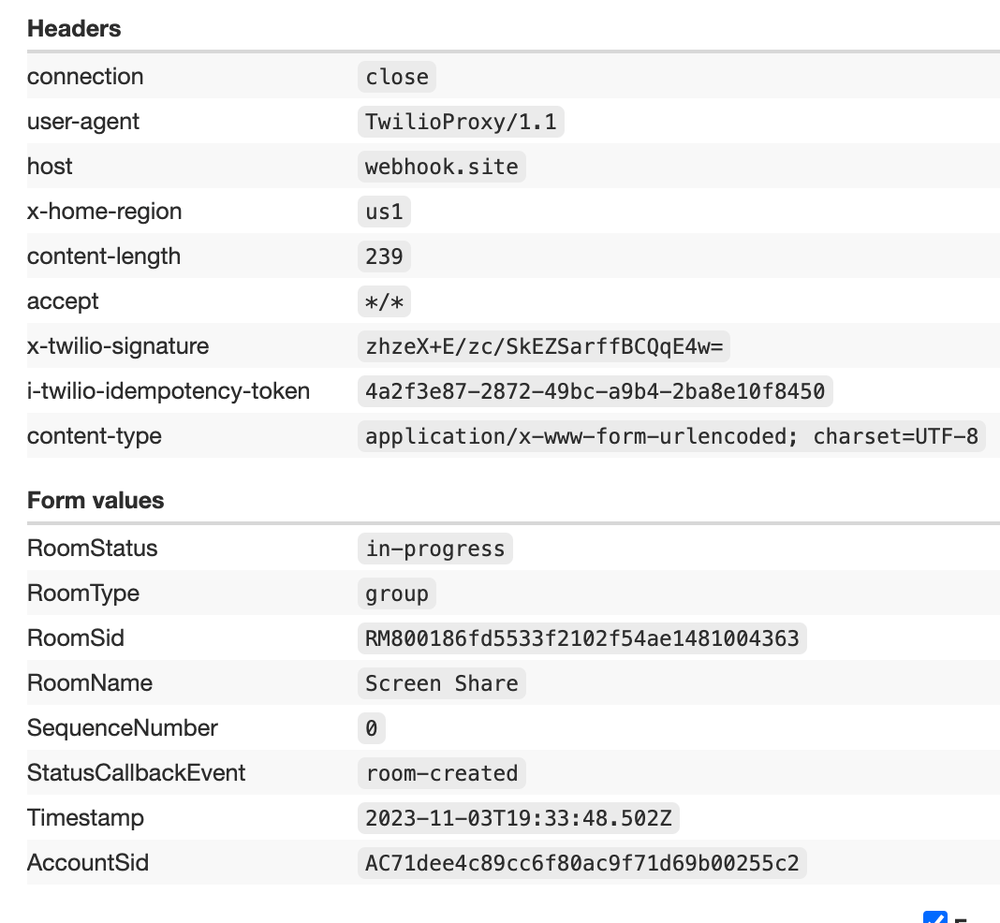 Headers
connection close
user-agent TwilioProxy/1.1
host webhook.site
x-home-region us1
content-length 239
accept */*
x-twilio-signature zhzeX+E/zc/SkEZSarffBCQqE4w=
i-twilio-idempotency-token 4a2f3e87-2872-49bc-a9b4-2ba8e10f8450
content-type application/x-www-form-urlencoded; charset=UTF-8
Form values
RoomStatus in-progress
RoomType group
RoomSid RM800186fd5533f2102f54ae1481004363
RoomName Screen Share
SequenceNumber 0
StatusCallbackEvent room-created
Timestamp 2023-11-03T19:33:48.502Z
AccountSid AC71dee4c89cc6f80ac9f71d69b00255c2